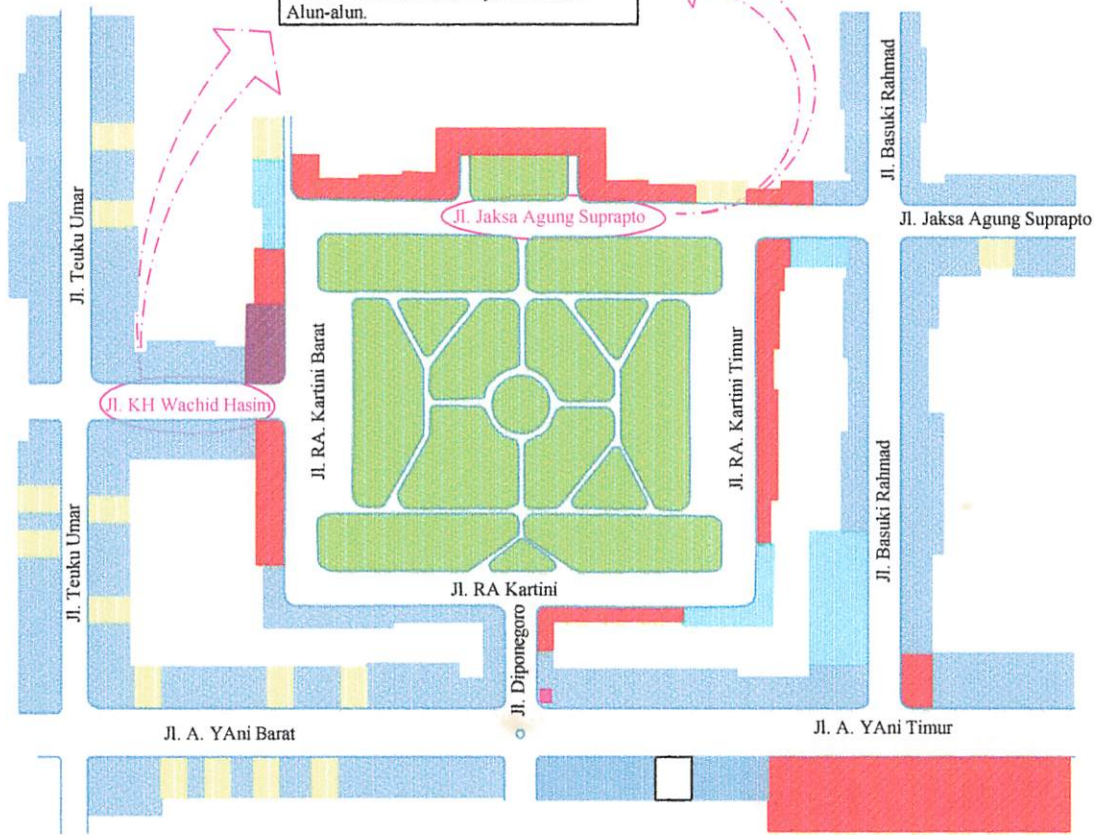 Alun-alun.
Jl. Basuki Rahmad
Jl. Teuku Umar
Jl. Jaksa Agung Suprapto
Jl. Jaksa Agung Suprapto
Jl. RA. Kartini Barat
Jl. RA. Kartini Timur
Jl. KH Wachid Hasim
Jl. Teuku Umar
Jl. Basuki Rahmad
Jl. RA Kartini
Jl. Diponegoro
Jl. A. YAni Barat
Jl. A. YAni Timur